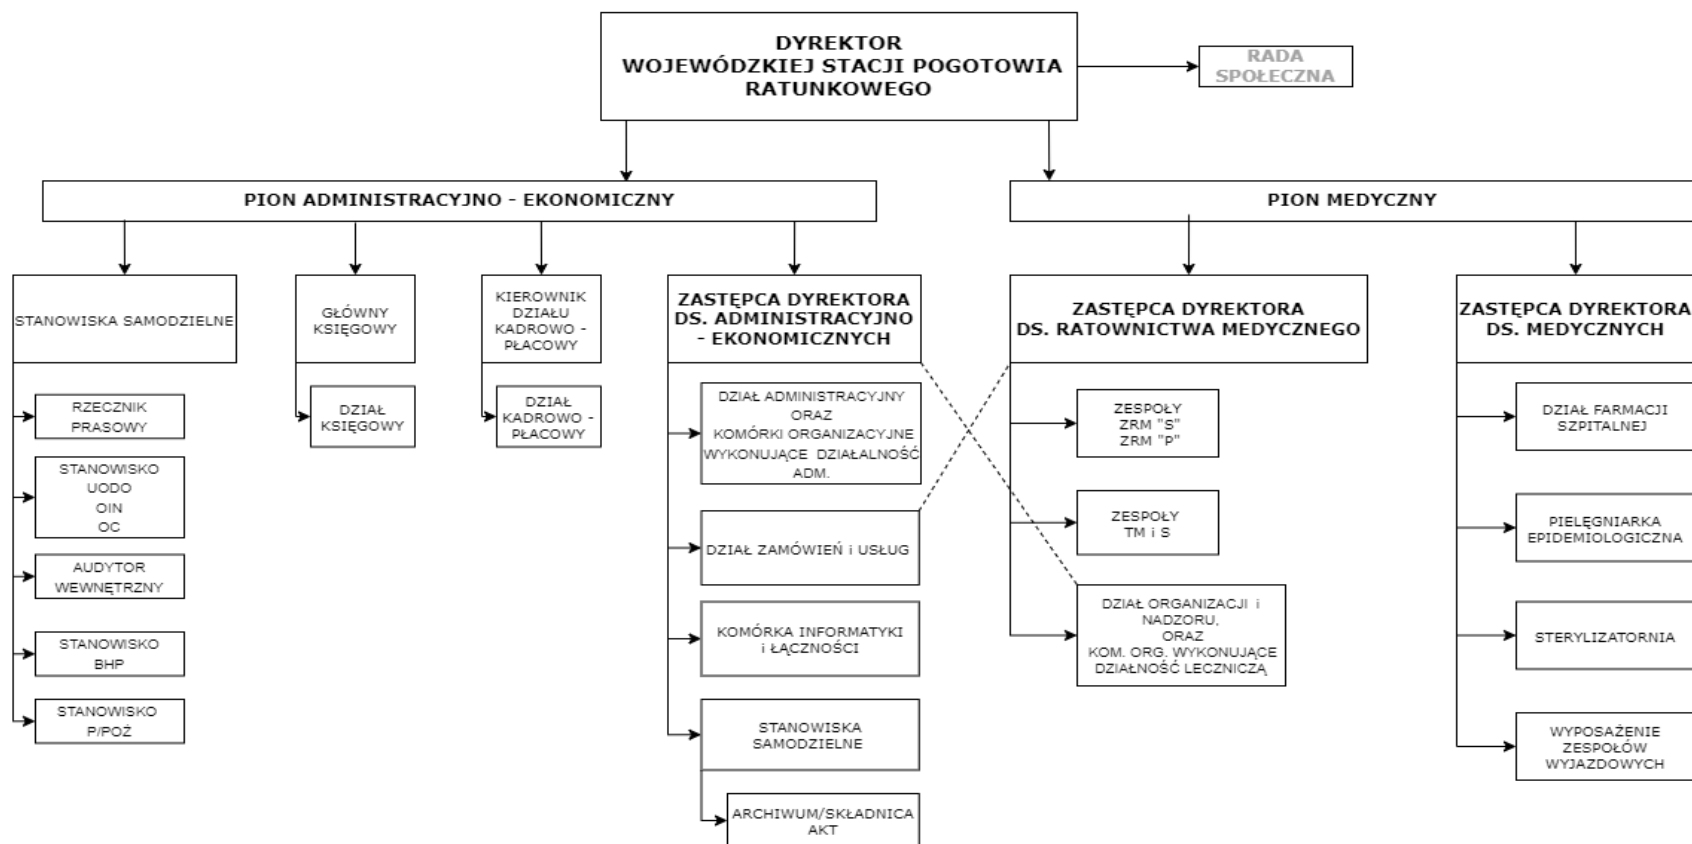 DYREKTOR
WOJEWÓDZKIEJ STACJI POGOTOWIA
RATUNKOWEGO
RADA
SPOŁECZNA
PION ADMINISTRACYJNO - EKONOMICZNY
PION MEDYCZNY
STANOWISKA SAMODZIELNE
GŁÓWNY
KSIĘGOWY
KIEROWNIK
DZIAŁU
KADROWO -
PŁACOWY
ZASTĘPCA DYREKTORA
DS. ADMINISTRACYJNO
- EKONOMICZNYCH
ZASTĘPCA DYREKTORA
DS. RATOWNICTWA MEDYCZNEGO
ZASTĘPCA DYREKTORA
DS. MEDYCZNYCH
RZECZNIK
PRASOWY
STANOWISKO
UODO
OIN
OC
AUDYTOR
WEWNĘTRZNY
STANOWISKO
BHP
STANOWISKO
P/POŻ
DZIAŁ
KSIĘGOWY
DZIAŁ
KADROWO -
PŁACOWY
DZIAŁ ADMINISTRACYJNY
ORAZ
KOMÓRKI ORGANIZACYJNE
WYKONUJĄCE DZIAŁALNOŚĆ
ADM.
DZIAŁ ZAMÓWIEŃ i USŁUG
KOMÓRKA INFORMATYKI
i ŁĄCZNOŚCI
STANOWISKA
SAMODZIELNE
ARCHIWUM/SKŁADNICA
AKT
ZESPOŁY
ZRM "S"
ZRM "P"
ZESPOŁY
TM i S
DZIAŁ ORGANIZACJI i
NADZORU,
ORAZ
KOM. ORG. WYKONUJĄCE
DZIAŁNOŚĆ LECZNICZĄ
DZIAŁ FARMACJI
SZPITALNEJ
PIELĘGNIARKA
EPIDEMIOLOGICZNA
STERYLIZATORNIA
WYPOSAŻENIE
ZESPOŁÓW
WYJAZDOWYCH